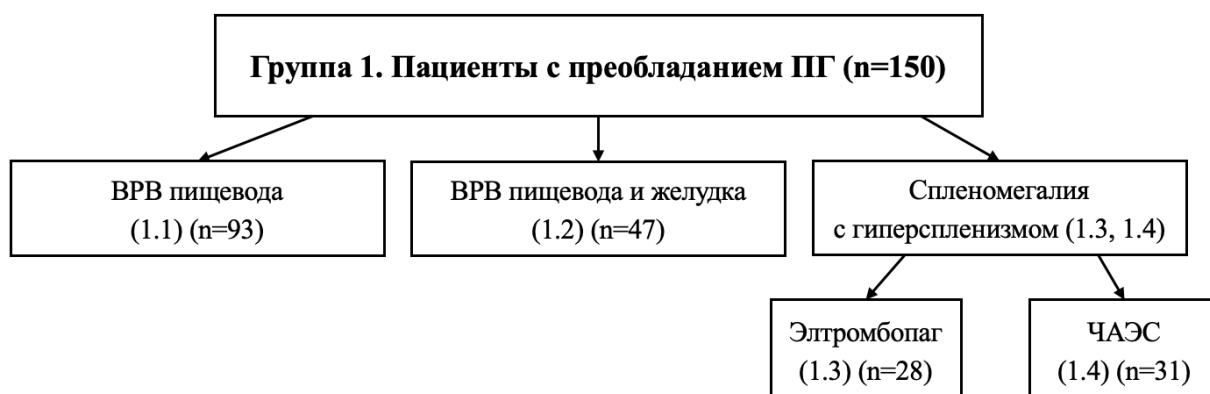 Группа 1. Пациенты с преобладанием ПГ (n=150)
ВРВ пищевода
(1.1) (n=93)
ВРВ пищевода и желудка
(1.2) (n=47)
Спленомегалия
с гиперспленизмом (1.3, 1.4)
Элтромбопаг
(1.3) (n=28)
ЧАЭС
(1.4) (n=31)